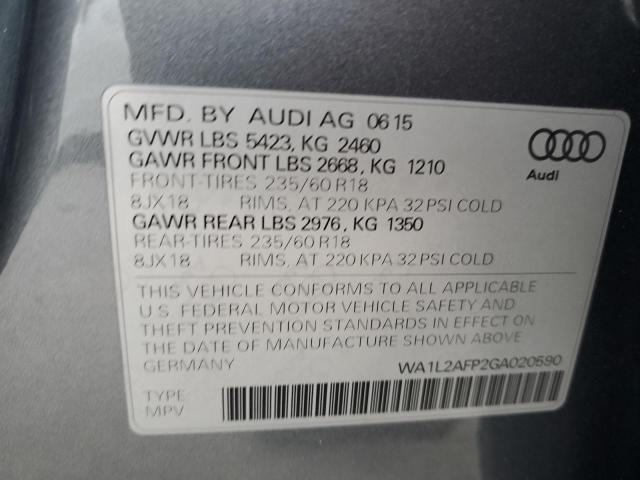 MFD. BY AUDI AG 06 15
GVWR LBS 5423, KG 2460
GAWR FRONT LBS 2668, KG 1210
FRONT-TIRES 235/60 R18
8JX18 RIMS, AT 220 KPA 32 PSI COLD
GAWR REAR LBS 2976, KG 1350
REAR-TIRES 235/60 R18
8JX18 RIMS, AT 220 KPA 32 PSI COLD
Audi
THIS VEHICLE CONFORMS TO ALL APPLICABLE
U.S. FEDERAL MOTOR VEHICLE SAFETY AND
THEFT PREVENTION STANDARDS IN EFFECT ON
THE DATE OF MANUFACTURE SHOWN ABOVE.
GERMANY WA1L2AFP2GA020590
TYPE
MPV